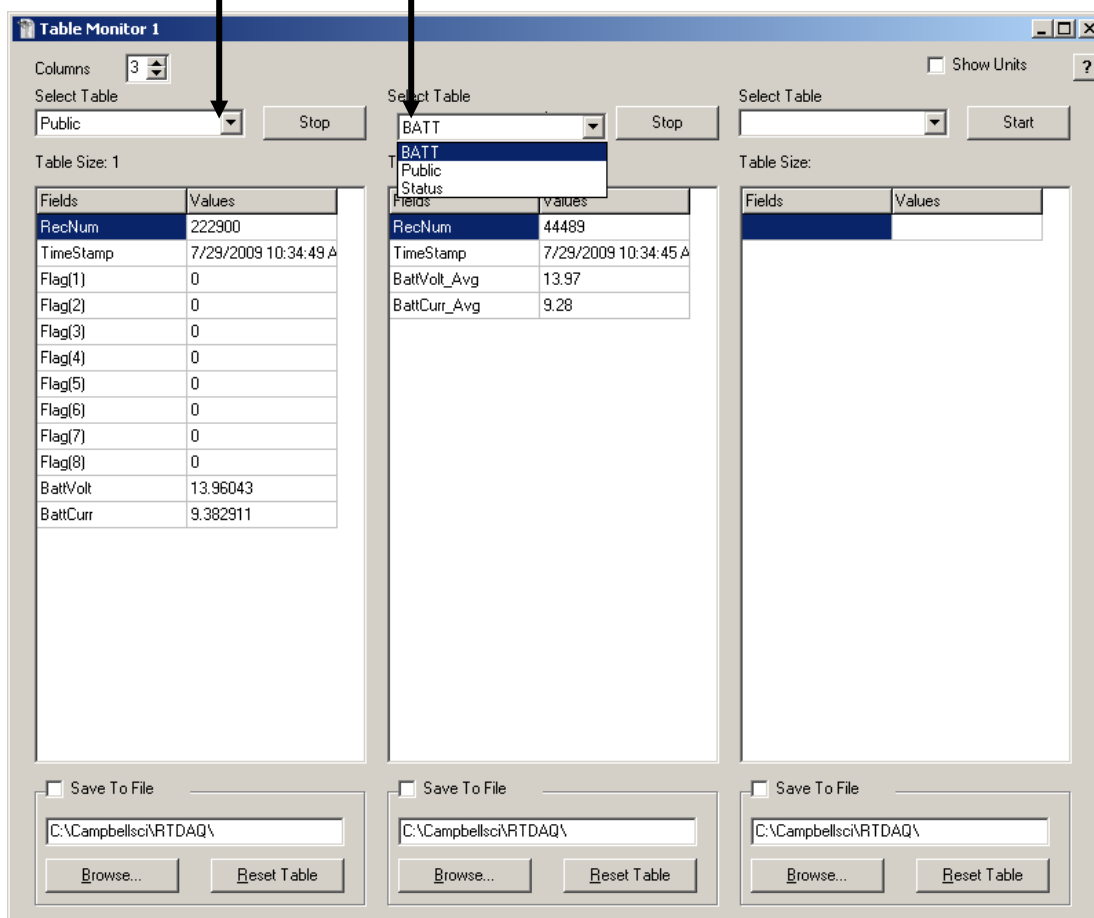 Table Monitor 1
Columns 3 Show Units ?
Select Table
Public Stop
Table Size: 1
Fields Values
RecNum 222900
TimeStamp 7/29/2009 10:34:49 A
Flag(1) 0
Flag(2) 0
Flag(3) 0
Flag(4) 0
Flag(5) 0
Flag(6) 0
Flag(7) 0
Flag(8) 0
BattVolt 13.96043
BattCurr 9.382911
Save To File
C:\Campbellsci\RTDAQ\
Browse... Reset Table
Select Table
BATT Stop
BATT
Public
Status
Fields Values
RecNum 44489
TimeStamp 7/29/2009 10:34:45 A
BattVolt_Avg 13.97
BattCurr_Avg 9.28
Save To File
C:\Campbellsci\RTDAQ\
Browse... Reset Table
Select Table
Start
Table Size:
Fields Values
Save To File
C:\Campbellsci\RTDAQ\
Browse... Reset Table